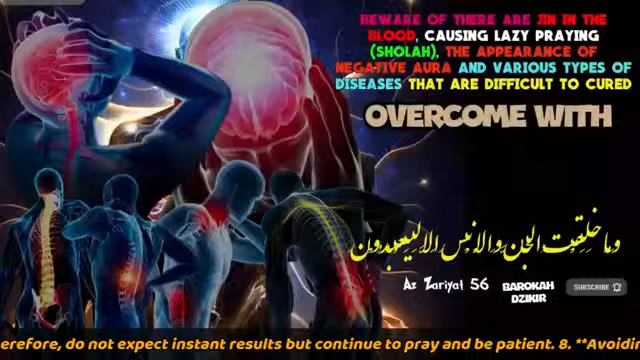 BEWARE OF THERE ARE JIN IN THE
BLOOD, CAUSING LAZY PRAYING
(SHOLAH), THE APPEARANCE OF
NEGATIVE AURA AND VARIOUS TYPES OF
DISEASES THAT ARE DIFFICULT TO CURED
OVERCOME WITH
وما خلقت الجن والانس الا ليعبدون
Az Zariyat 56
BAROKAH
DZIKIR
SUBSCRIBE
erefore, do not expect instant results but continue to pray and be patient. 8. **Avoidin